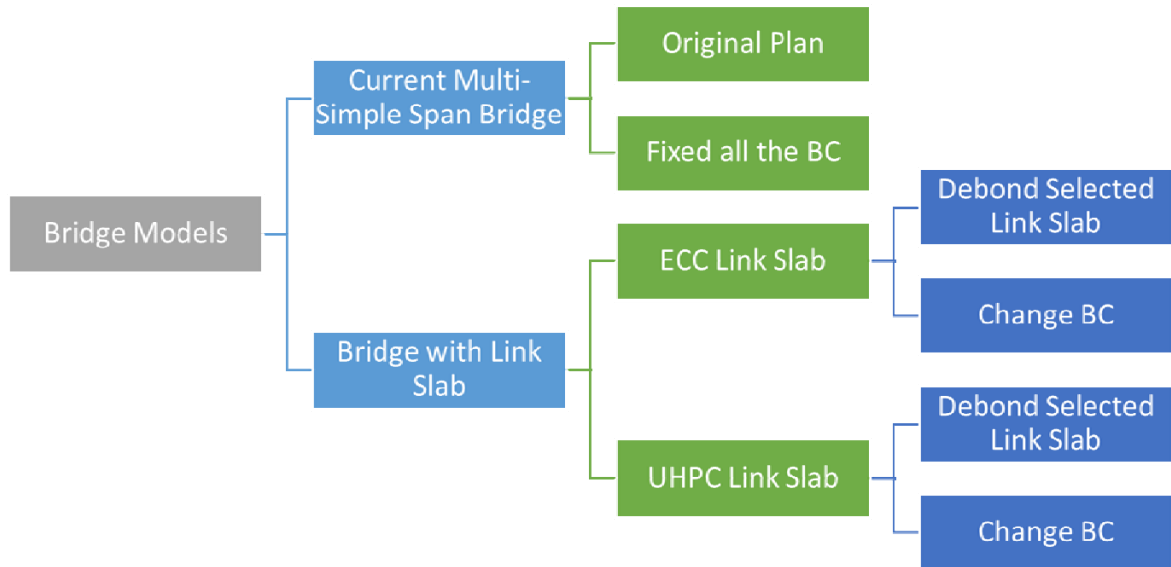 Bridge Models
Current Multi-
Simple Span Bridge
Original Plan
Fixed all the BC
Bridge with Link
Slab
ECC Link Slab
Debond Selected
Link Slab
Change BC
UHPC Link Slab
Debond Selected
Link Slab
Change BC